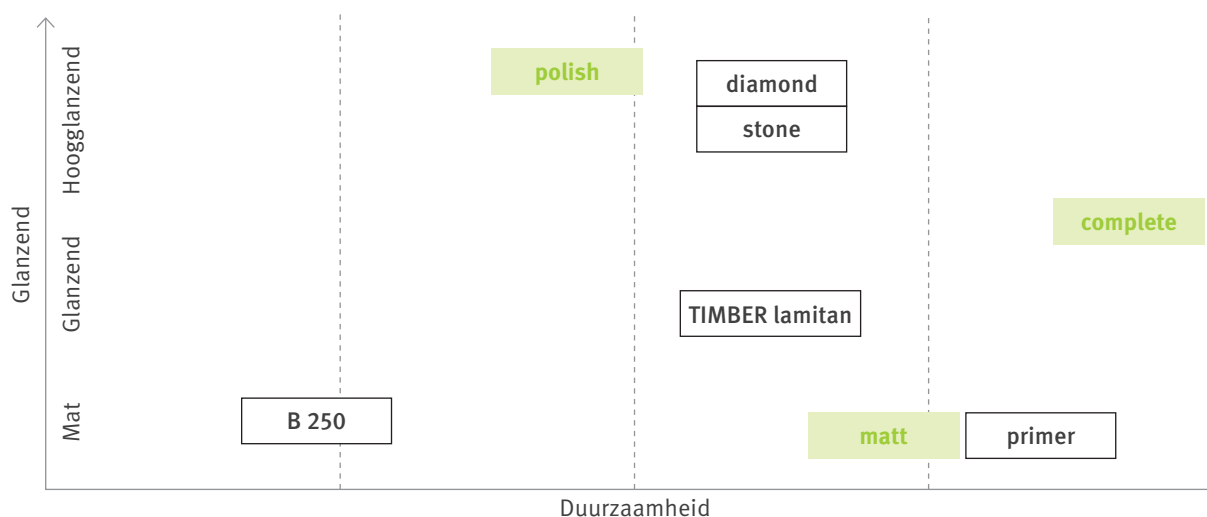 Glanzend
Hoogglanzend
Glanzend
Mat
polish
diamond
stone
complete
TIMBER lamitan
B 250
matt
primer
Duurzaamheid